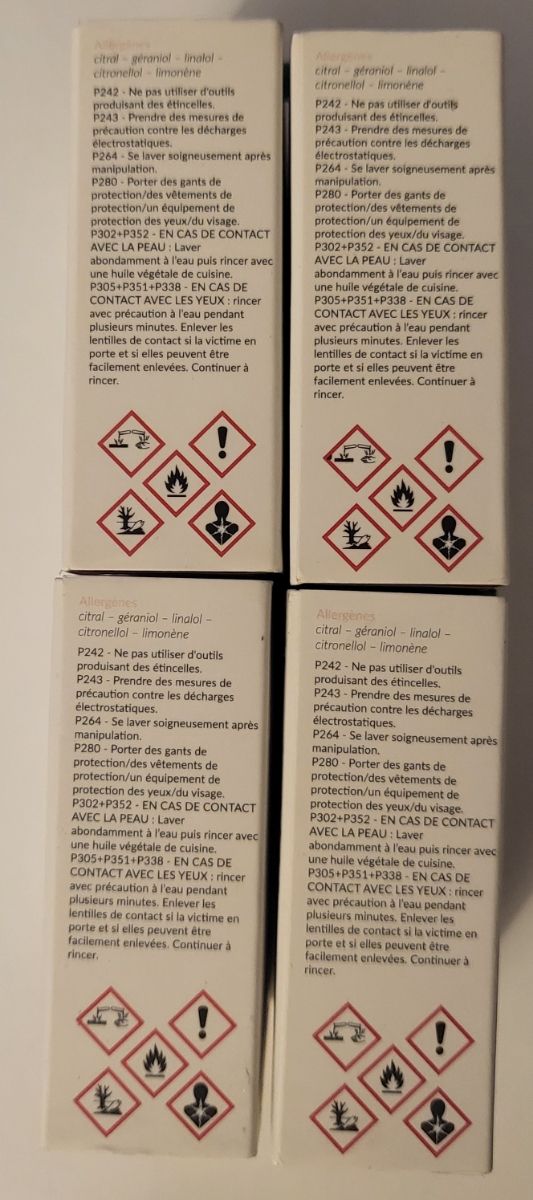 Allergènes
citral – géraniol – linalol –
citronellol – limonène
P242 - Ne pas utiliser d'outils
produisant des étincelles.
P243 - Prendre des mesures de
précaution contre les décharges
électrostatiques.
P264 - Se laver soigneusement après
manipulation.
P280 - Porter des gants de
protection/des vêtements de
protection/un équipement de
protection des yeux/du visage.
P302+P352 - EN CAS DE CONTACT
AVEC LA PEAU : Laver
abondamment à l'eau puis rincer avec
une huile végétale de cuisine.
P305+P351+P338 - EN CAS DE
CONTACT AVEC LES YEUX : rincer
avec précaution à l'eau pendant
plusieurs minutes. Enlever les
lentilles de contact si la victime en
porte et si elles peuvent être
facilement enlevées. Continuer à
rincer.
Allergènes
citral – géraniol – linalol –
citronellol – limonène
P242 - Ne pas utiliser d'outils
produisant des étincelles.
P243 - Prendre des mesures de
précaution contre les décharges
électrostatiques.
P264 - Se laver soigneusement après
manipulation.
P280 - Porter des gants de
protection/des vêtements de
protection/un équipement de
protection des yeux/du visage.
P302+P352 - EN CAS DE CONTACT
AVEC LA PEAU : Laver
abondamment à l'eau puis rincer avec
une huile végétale de cuisine.
P305+P351+P338 - EN CAS DE
CONTACT AVEC LES YEUX : rincer
avec précaution à l'eau pendant
plusieurs minutes. Enlever les
lentilles de contact si la victime en
porte et si elles peuvent être
facilement enlevées. Continuer à
rincer.
Allergènes
citral – géraniol – linalol –
citronellol – limonène
P242 - Ne pas utiliser d'outils
produisant des étincelles.
P243 - Prendre des mesures de
précaution contre les décharges
électrostatiques.
P264 - Se laver soigneusement après
manipulation.
P280 - Porter des gants de
protection/des vêtements de
protection/un équipement de
protection des yeux/du visage.
P302+P352 - EN CAS DE CONTACT
AVEC LA PEAU : Laver
abondamment à l'eau puis rincer avec
une huile végétale de cuisine.
P305+P351+P338 - EN CAS DE
CONTACT AVEC LES YEUX : rincer
avec précaution à l'eau pendant
plusieurs minutes. Enlever les
lentilles de contact si la victime en
porte et si elles peuvent être
facilement enlevées. Continuer à
rincer.
Allergènes
citral – géraniol – linalol –
citronellol – limonène
P242 - Ne pas utiliser d'outils
produisant des étincelles.
P243 - Prendre des mesures de
précaution contre les décharges
électrostatiques.
P264 - Se laver soigneusement après
manipulation.
P280 - Porter des gants de
protection/des vêtements de
protection/un équipement de
protection des yeux/du visage.
P302+P352 - EN CAS DE CONTACT
AVEC LA PEAU : Laver
abondamment à l'eau puis rincer avec
une huile végétale de cuisine.
P305+P351+P338 - EN CAS DE
CONTACT AVEC LES YEUX : rincer
avec précaution à l'eau pendant
plusieurs minutes. Enlever les
lentilles de contact si la victime en
porte et si elles peuvent être
facilement enlevées. Continuer à
rincer.